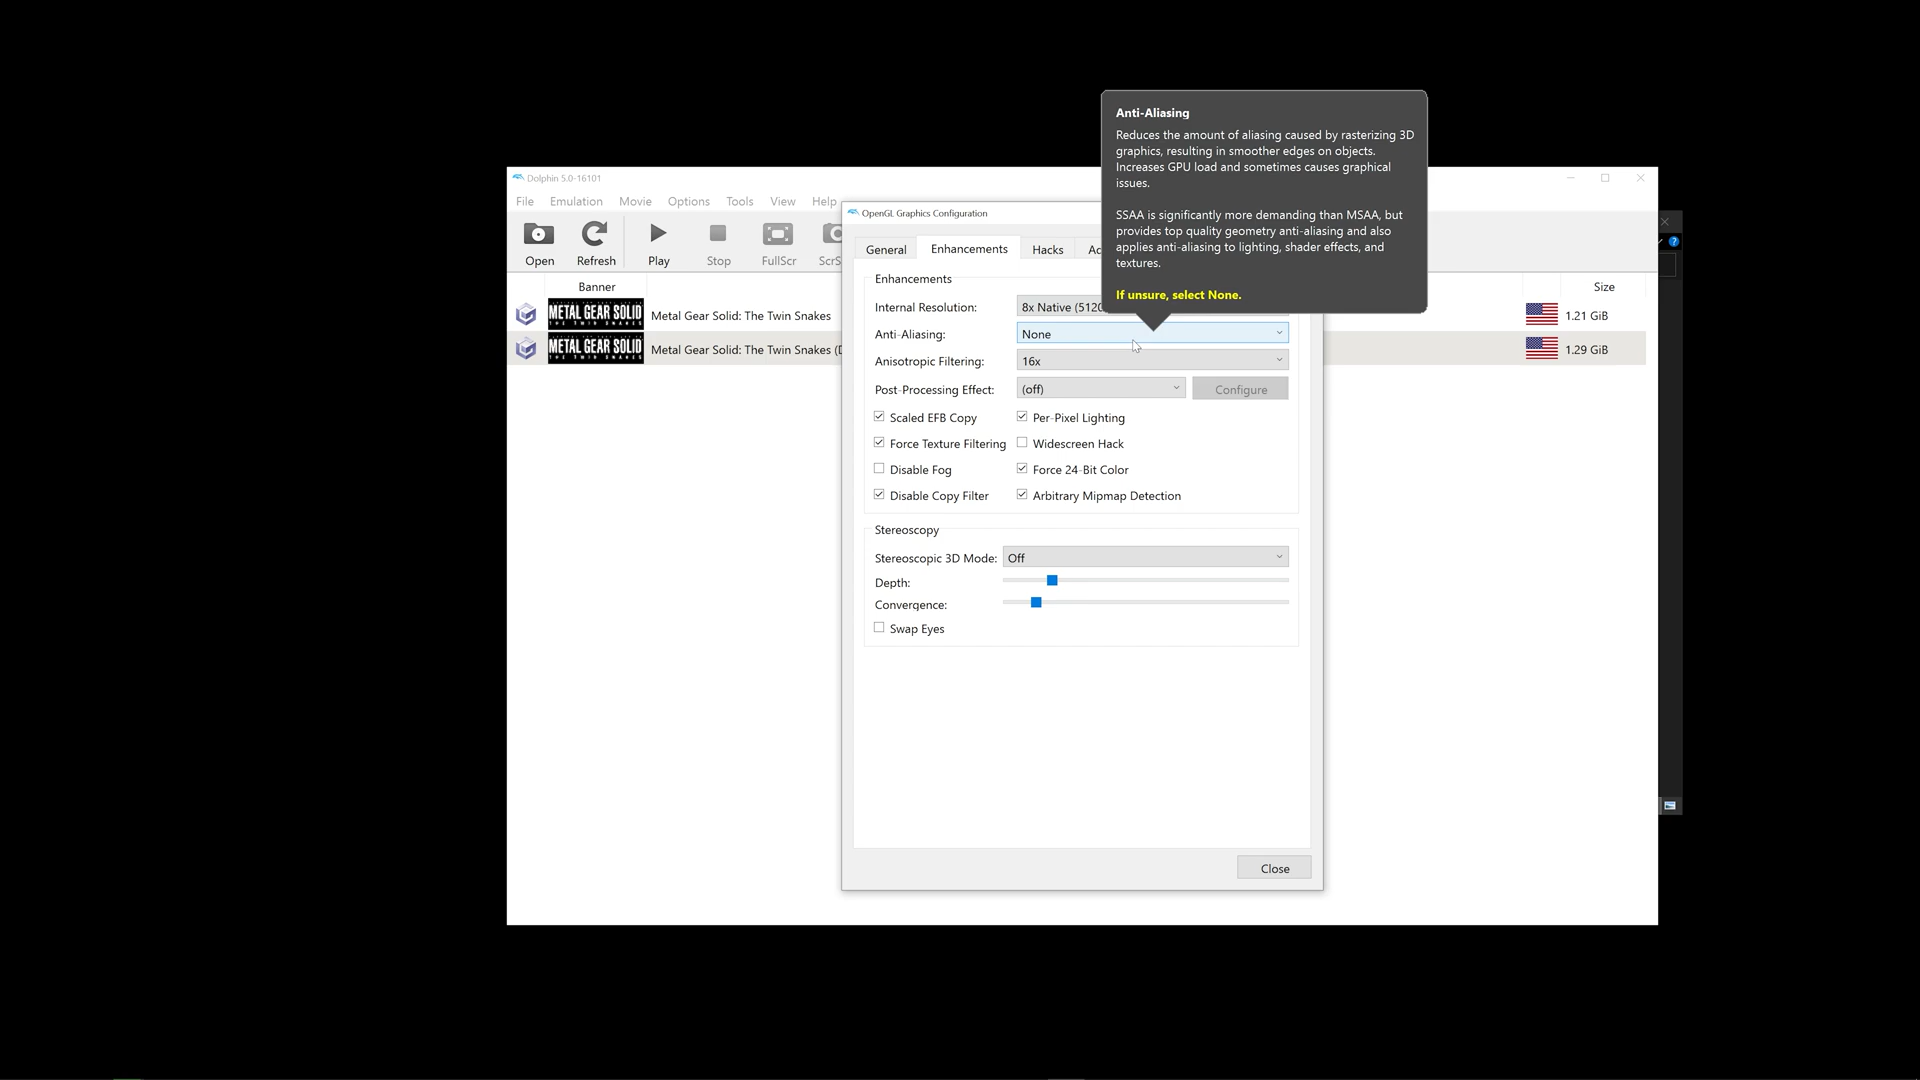 Dolphin 5.0-16101
File Emulation Movie Options Tools View Help
Open Refresh Play Stop FullScr ScrS
Banner Size
METAL GEAR SOLID
THE TWIN SNAKES
Metal Gear Solid: The Twin Snakes 1.21 GiB
METAL GEAR SOLID
THE TWIN SNAKES
Metal Gear Solid: The Twin Snakes ( 1.29 GiB
OpenGL Graphics Configuration
General Enhancements Hacks
Anti-Aliasing
Reduces the amount of aliasing caused by rasterizing 3D
graphics, resulting in smoother edges on objects.
Increases GPU load and sometimes causes graphical
issues.
SSAA is significantly more demanding than MSAA, but
provides top quality geometry anti-aliasing and also
applies anti-aliasing to lighting, shader effects, and
textures.
If unsure, select None.
Enhancements
Internal Resolution: 8x Native (5120
Anti-Aliasing: None
Anisotropic Filtering: 16x
Post-Processing Effect: (off) Configure
Scaled EFB Copy Per-Pixel Lighting
Force Texture Filtering Widescreen Hack
Disable Fog Force 24-Bit Color
Disable Copy Filter Arbitrary Mipmap Detection
Stereoscopy
Stereoscopic 3D Mode: Off
Depth:
Convergence:
Swap Eyes
Close